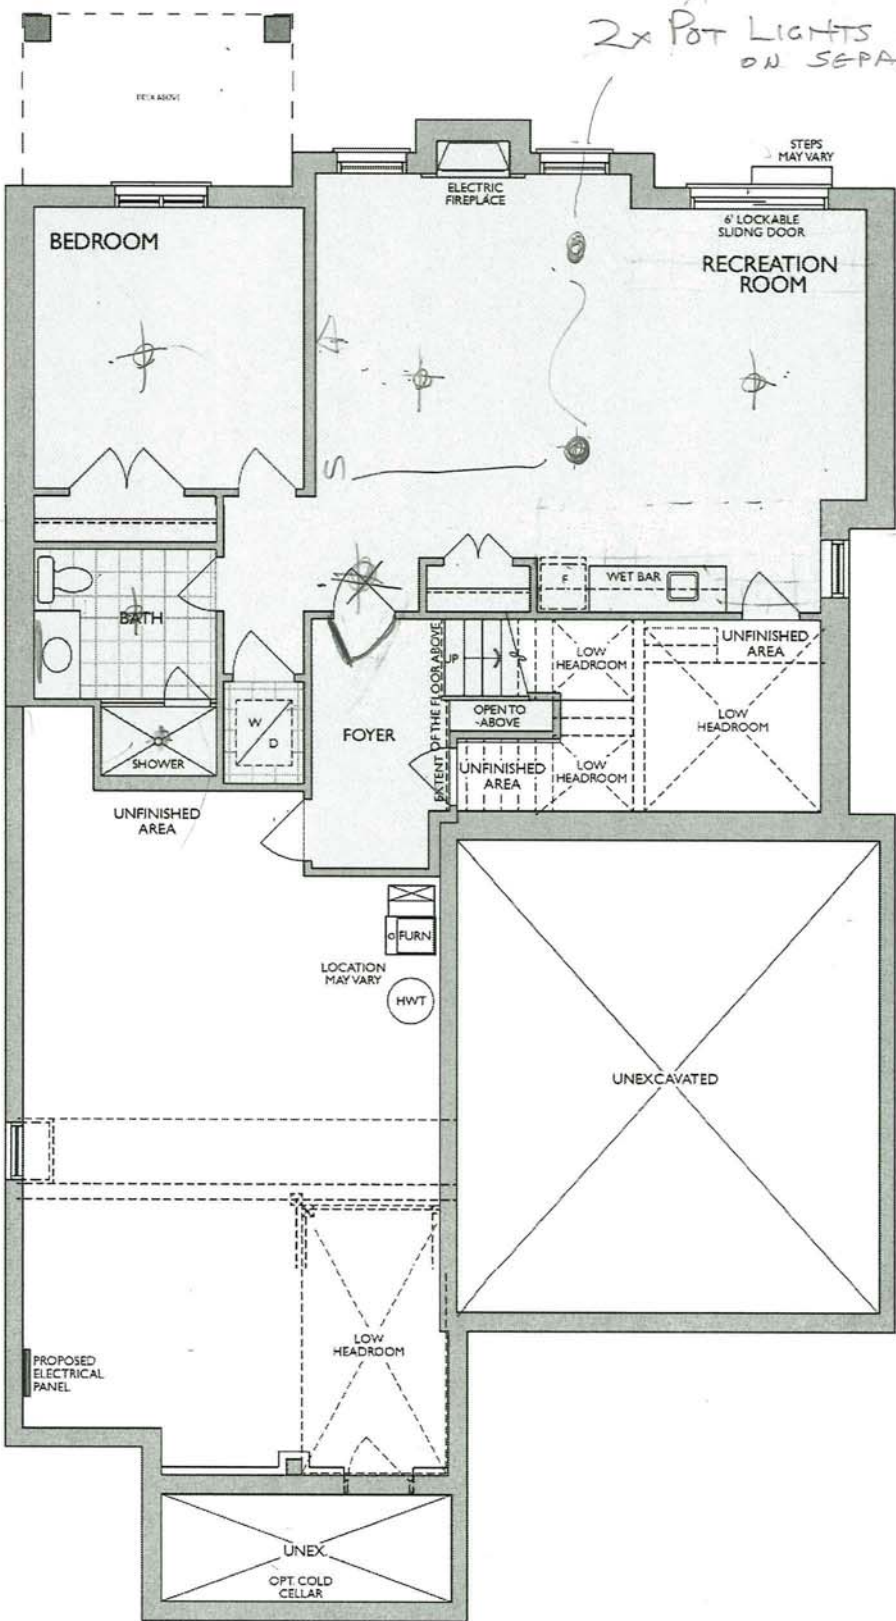 2x POT LIGHTS
ON SEPA
DECK ABOVE
STEPS
MAY VARY
ELECTRIC
FIREPLACE
6' LOCKABLE
SLIDNG DOOR
BEDROOM
RECREATION
ROOM
S
F
WET BAR
BATH
UP
LOW
HEADROOM
UNFINISHED
AREA
EXTENT OF THE FLOOR ABOVE
OPEN TO
ABOVE
LOW
HEADROOM
W
D
FOYER
SHOWER
UNFINISHED
AREA
LOW
HEADROOM
UNFINISHED
AREA
FURN
LOCATION
MAY VARY
HWT
UNEXCAVATED
LOW
HEADROOM
PROPOSED
ELECTRICAL
PANEL
UNEX.
OPT. COLD
CELLAR